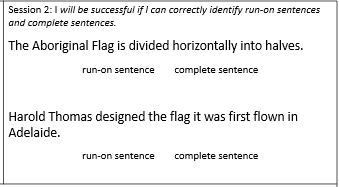 Session 2: I will be successful if I can correctly identify run-on sentences
and complete sentences.
The Aboriginal Flag is divided horizontally into halves.
run-on sentence complete sentence
Harold Thomas designed the flag it was first flown in
Adelaide.
run-on sentence complete sentence